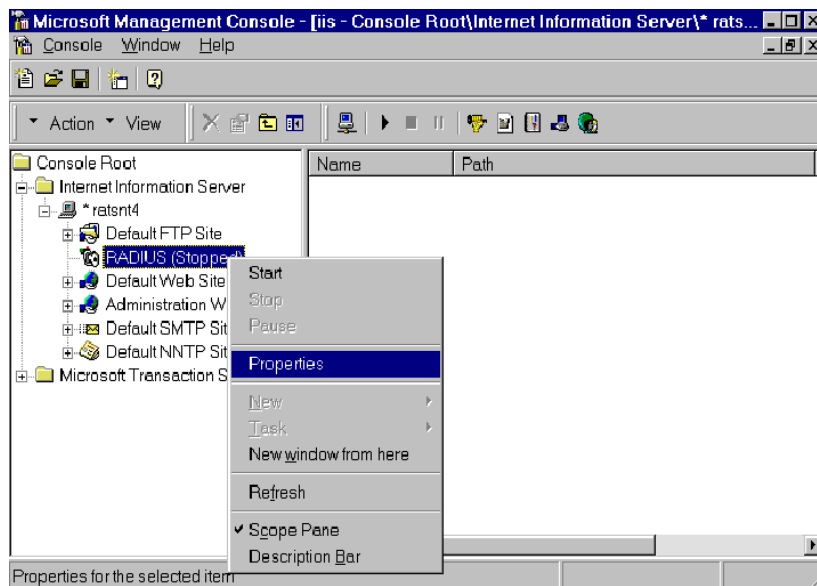 Microsoft Management Console - [iis - Console Root\Internet Information Server\* rats...
Console Window Help
Action View
Console Root
Name Path
Internet Information Server
* ratsnt4
Default FTP Site
RADIUS (Stopped)
Default Web Site
Administration W
Default SMTP Sit
Default NNTP Sit
Microsoft Transaction S
Start
Stop
Pause
Properties
New
Task
New window from here
Refresh
Scope Pane
Description Bar
Properties for the selected item